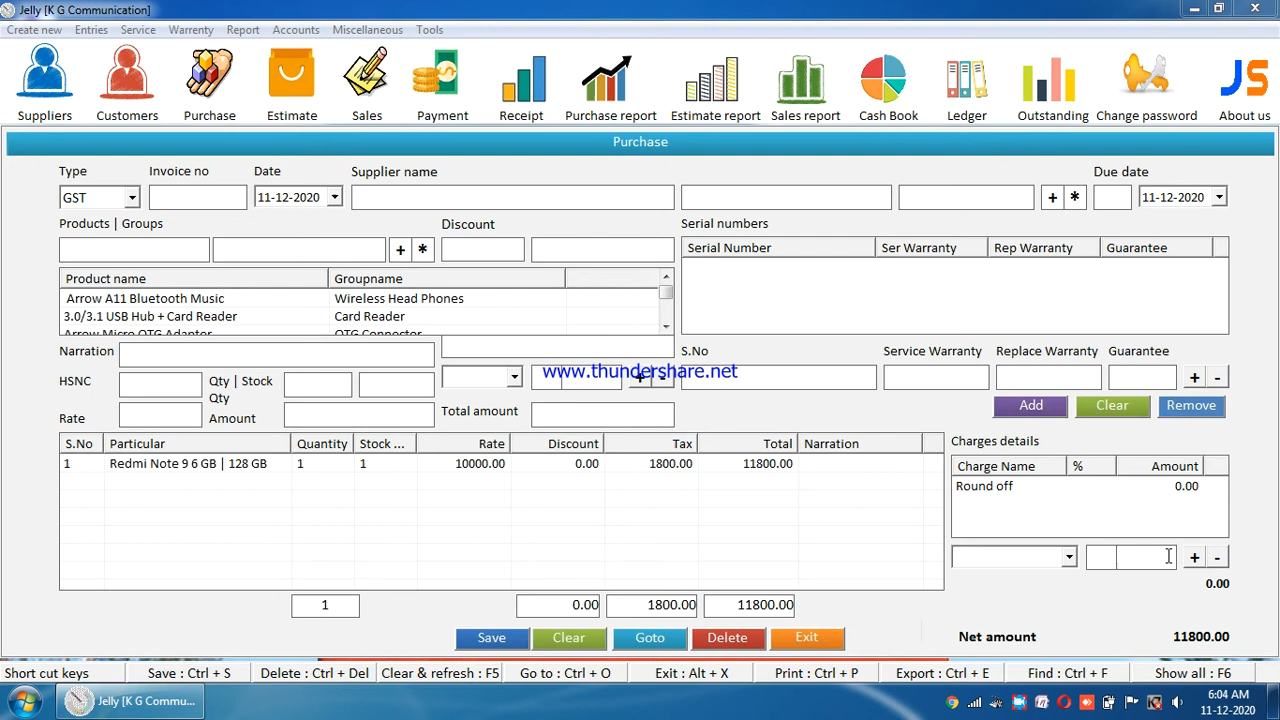 Jelly [K G Communication]
Create new Entries Service Warranty Report Accounts Miscellaneous Tools
Suppliers Customers Purchase Estimate Sales Payment Receipt Purchase report Estimate report Sales report Cash Book Ledger Outstanding Change password About us
Purchase
Type Invoice no Date Supplier name Due date
GST 11-12-2020 + * 11-12-2020
Products | Groups Discount Serial numbers
+ *
Serial Number Ser Warranty Rep Warranty Guarantee
Product name Groupname
Arrow A11 Bluetooth Music Wireless Head Phones
3.0/3.1 USB Hub + Card Reader Card Reader
Arrow Micro OTG Adaptor OTG Connector
Narration S.No Service Warranty Replace Warranty Guarantee
www.thundershare.net
HSNC Qty | Stock Qty + - + -
Rate Amount Total amount Add Clear Remove
S.No Particular Quantity Stock ... Rate Discount Tax Total Narration
1 Redmi Note 9 6 GB | 128 GB 1 1 10000.00 0.00 1800.00 11800.00
Charges details
Charge Name % Amount
Round off 0.00
+ -
0.00
1 0.00 1800.00 11800.00
Save Clear Goto Delete Exit Net amount 11800.00
Short cut keys Save : Ctrl + S Delete : Ctrl + Del Clear & refresh : F5 Go to : Ctrl + O Exit : Alt + X Print : Ctrl + P Export : Ctrl + E Find : Ctrl + F Show all : F6
Jelly [K G Commu... 6:04 AM
11-12-2020